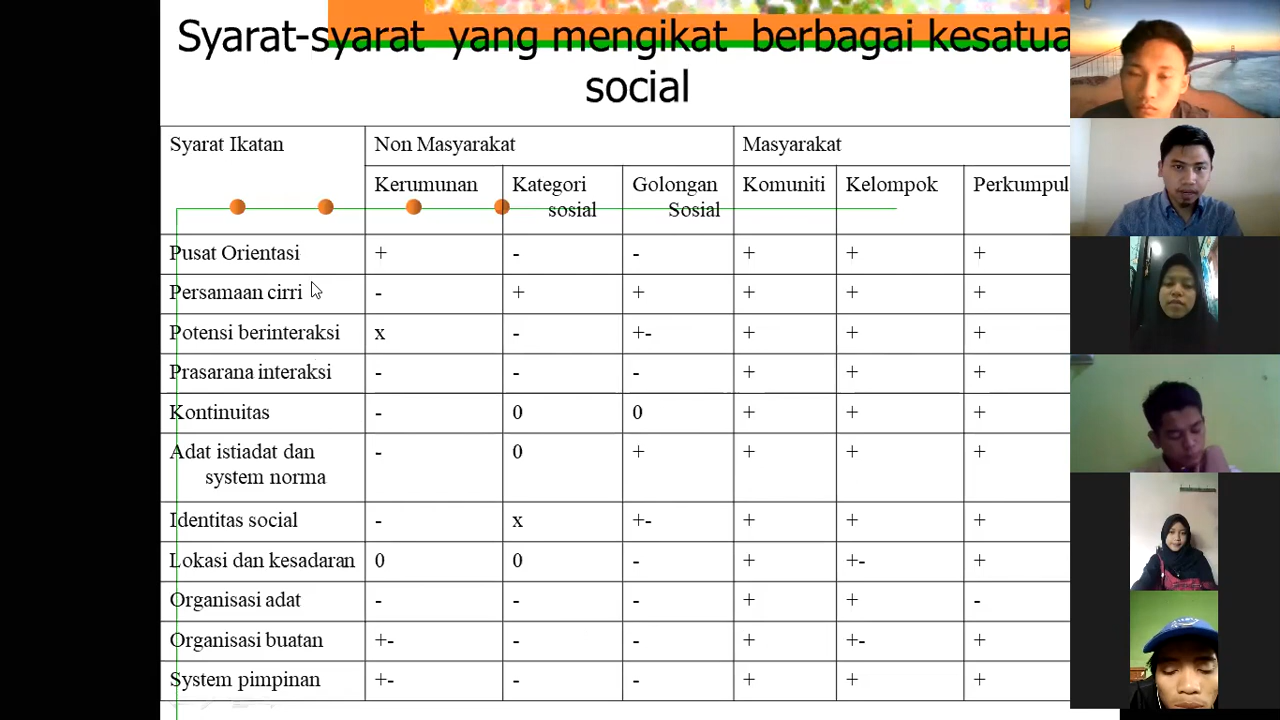 Syarat-syarat yang mengikat berbagai kesatua
social
Syarat Ikatan
Non Masyarakat
Masyarakat
Kerumunan
Kategori
sosial
Golongan
Sosial
Komuniti
Kelompok
Perkumpul
Pusat Orientasi + - - + + +
Persamaan cirri - + + + + +
Potensi berinteraksi x - +- + + +
Prasarana interaksi - - - + + +
Kontinuitas - 0 0 + + +
Adat istiadat dan - 0 + + + +
system norma
Identitas social - x +- + + +
Lokasi dan kesadaran 0 0 - + +- +
Organisasi adat - - - + + -
Organisasi buatan +- - - + +- +
System pimpinan +- - - + + +